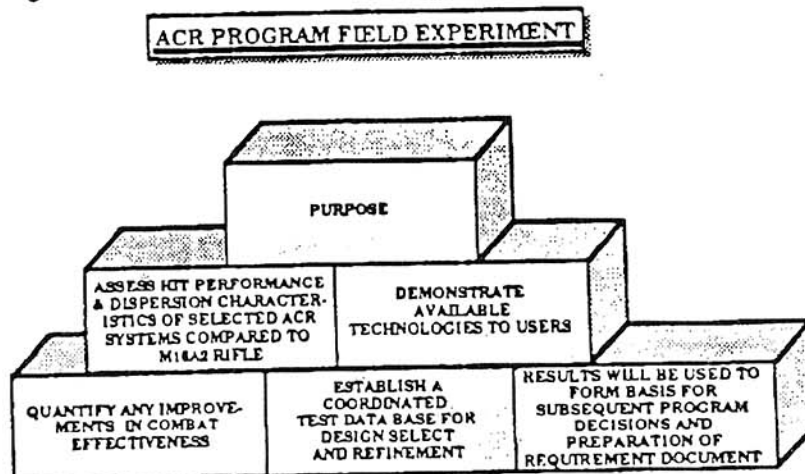 ACR PROGRAM FIELD EXPERIMENT
PURPOSE
ASSESS HIT PERFORMANCE
& DISPERSION CHARACTER-
ISTICS OF SELECTED ACR
SYSTEMS COMPARED TO
M16A2 RIFLE
DEMONSTRATE
AVAILABLE
TECHNOLOGIES TO USERS
QUANTIFY ANY IMPROVE-
MENTS IN COMBAT
EFFECTIVENESS
ESTABLISH A
COORDINATED
TEST DATA BASE FOR
DESIGN SELECT
AND REFINEMENT
RESULTS WILL BE USED TO
FORM BASIS FOR
SUBSEQUENT PROGRAM
DECISIONS AND
PREPARATION OF
REQUIREMENT DOCUMENT